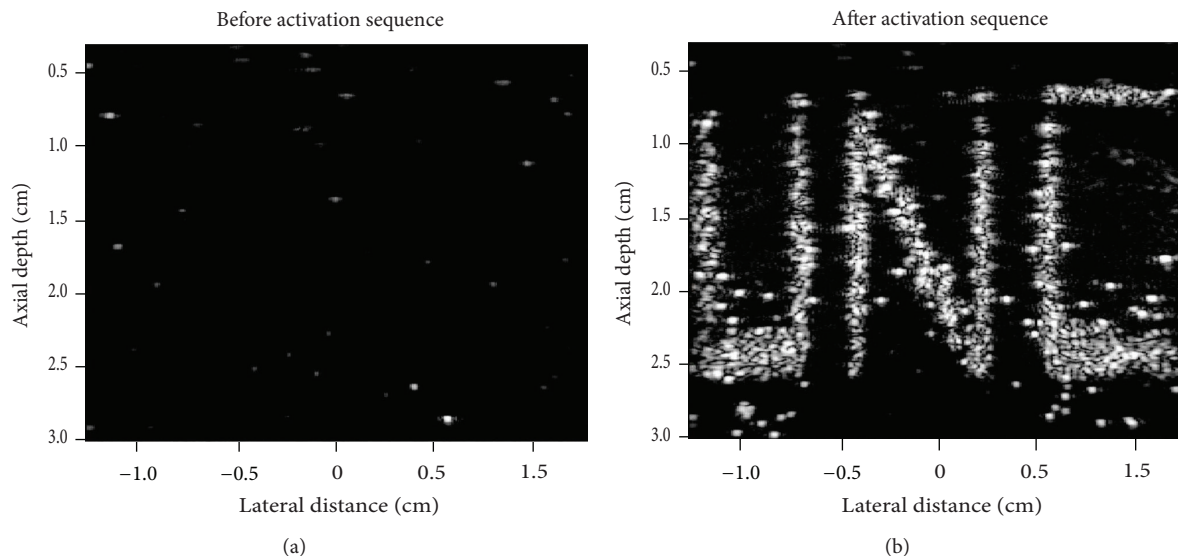 Before activation sequence
0.5
1.0
1.5
2.0
2.5
3.0
Axial depth (cm)
−1.0 −0.5 0 0.5 1.5
Lateral distance (cm)
(a)
After activation sequence
0.5
1.0
1.5
2.0
2.5
3.0
Axial depth (cm)
UNC
−1.0 −0.5 0 0.5 1.5
Lateral distance (cm)
(b)